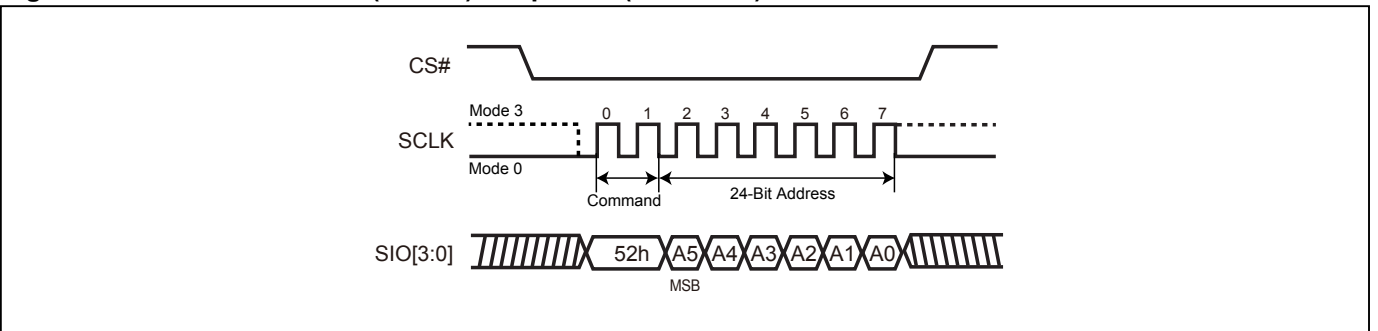 CS#
Mode 3
0 1 2 3 4 5 6 7
SCLK
Mode 0
Command
24-Bit Address
SIO[3:0]
52h A5 A4 A3 A2 A1 A0
MSB